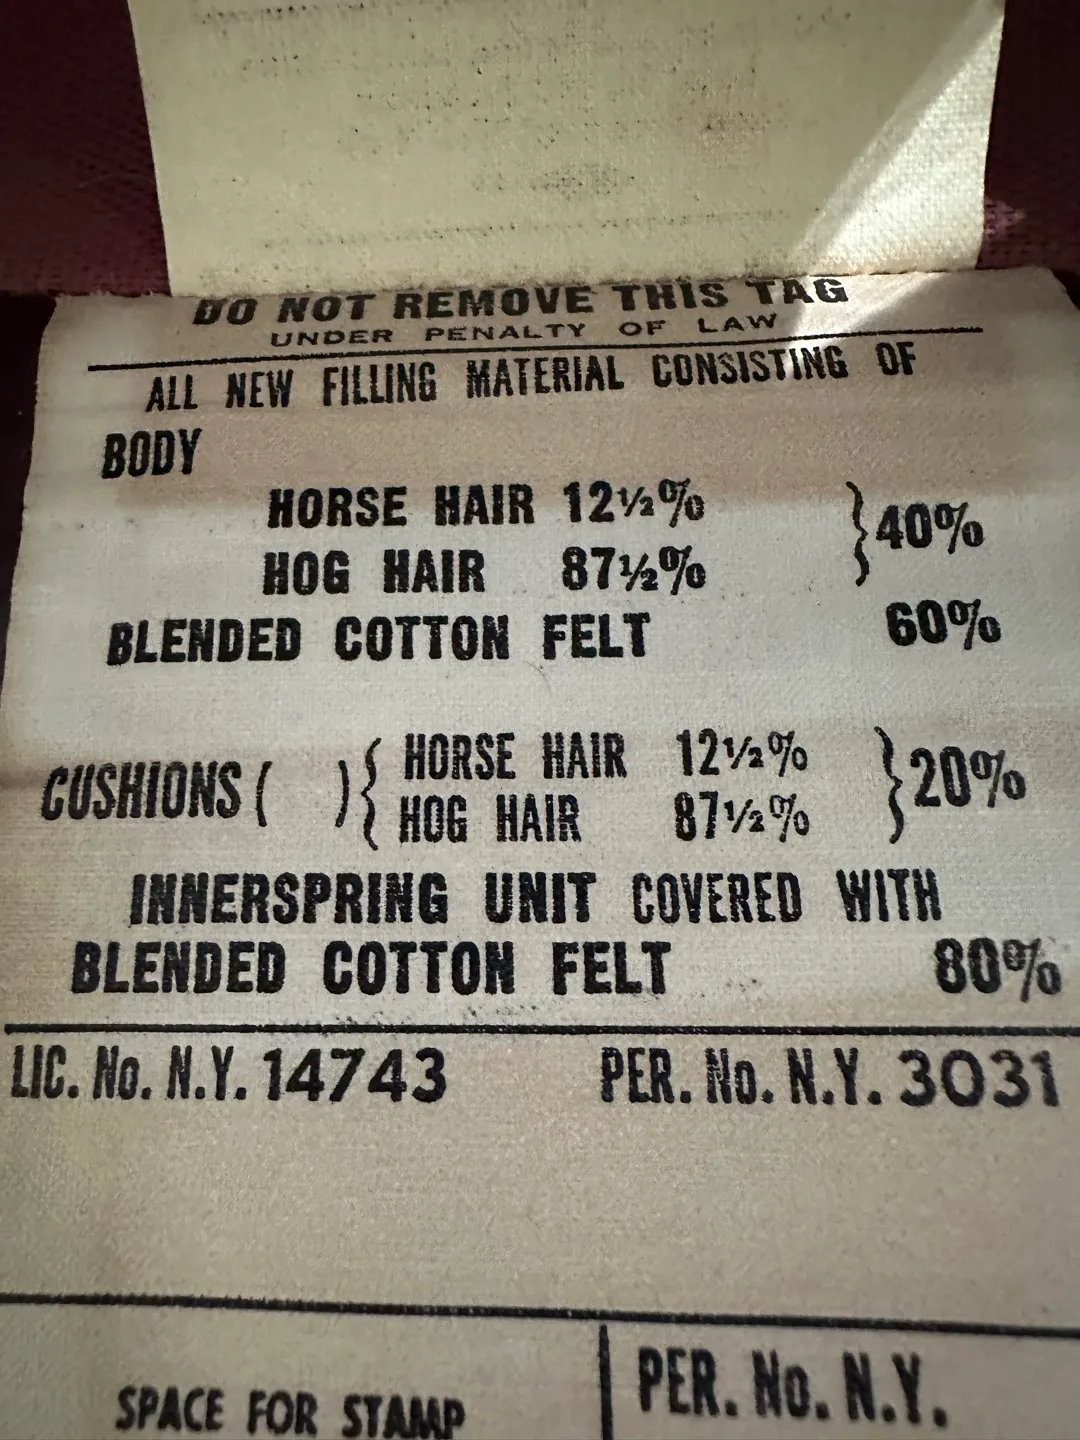 DO NOT REMOVE THIS TAG
UNDER PENALTY OF LAW
ALL NEW FILLING MATERIAL CONSISTING OF
BODY
HORSE HAIR 12½% } 40%
HOG HAIR 87½%
BLENDED COTTON FELT 60%
CUSHIONS ( ) { HORSE HAIR 12½% } 20%
HOG HAIR 87½%
INNERSPRING UNIT COVERED WITH
BLENDED COTTON FELT 80%
LIC. No. N.Y. 14743 PER. No. N.Y. 3031
SPACE FOR STAMP PER. No. N.Y.